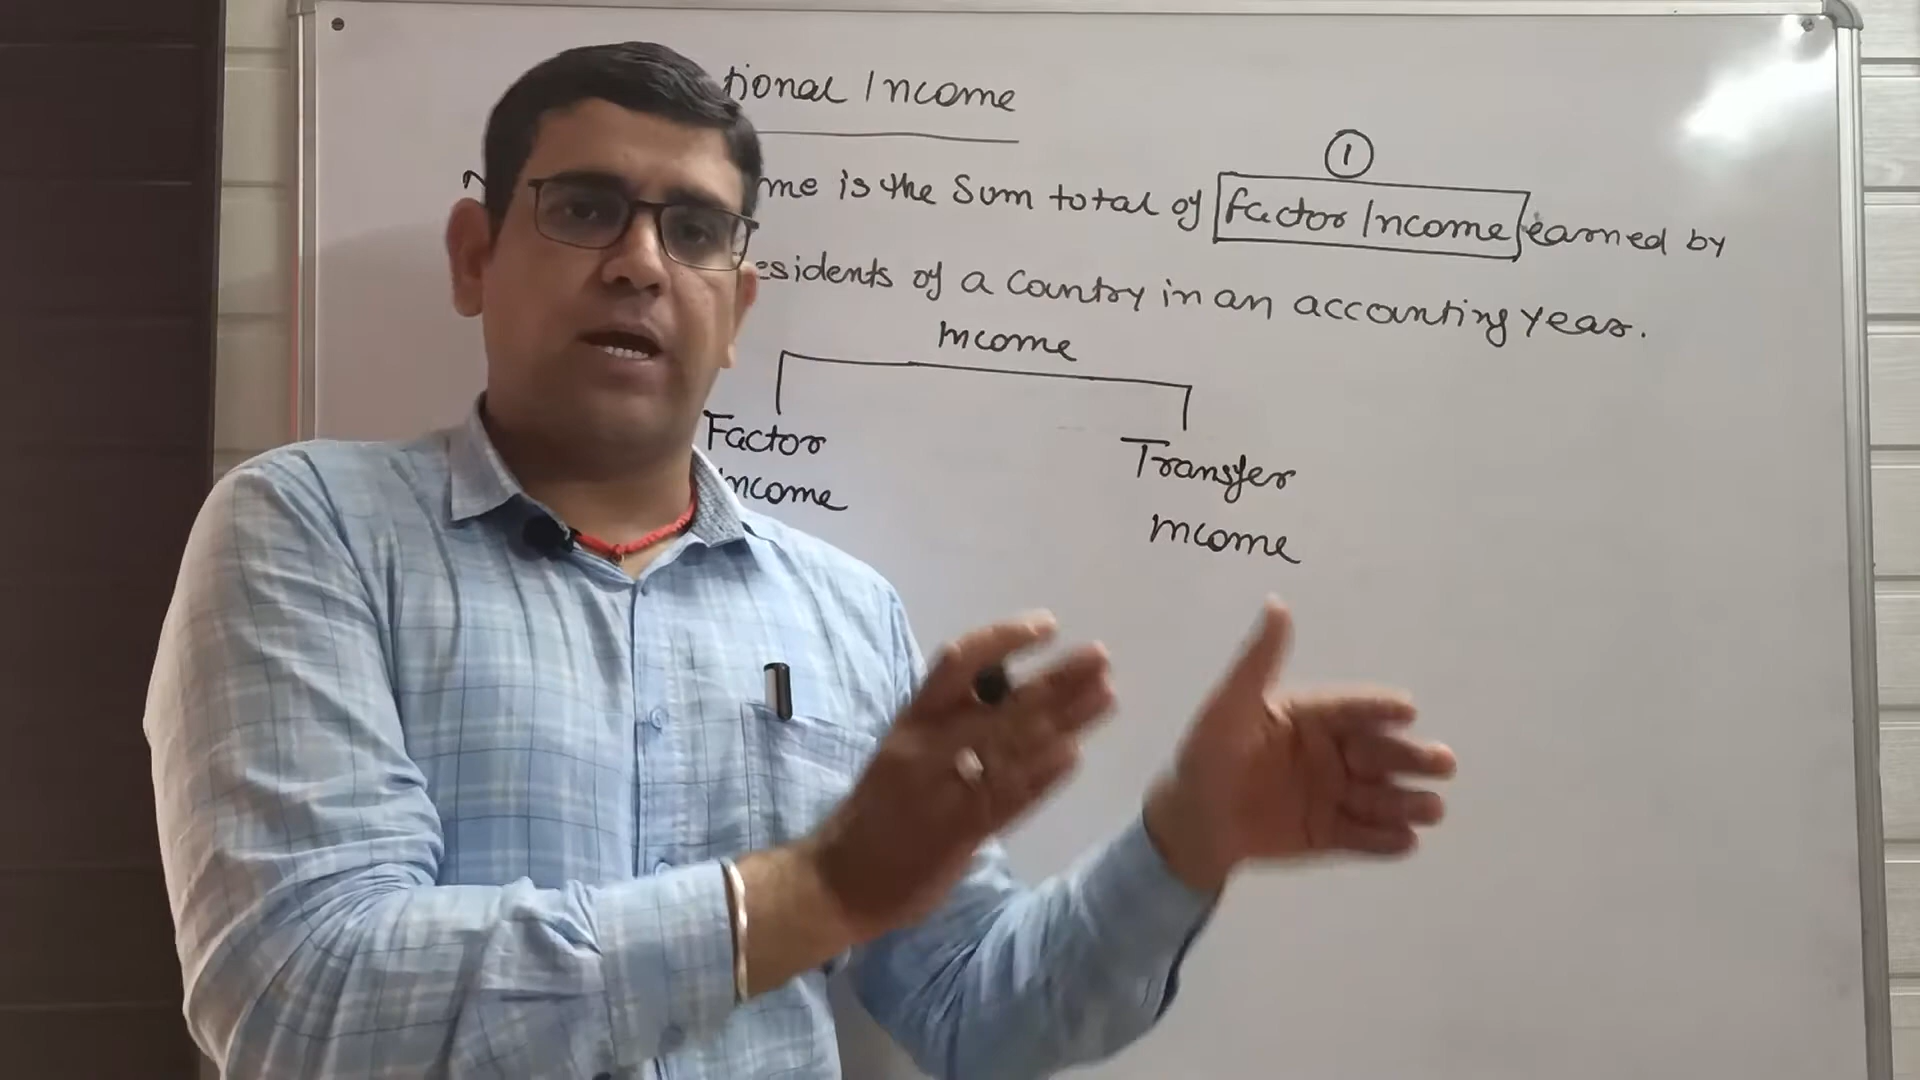 tional Income
1
me is the Sum total of Factor Income earned by
esidents of a Country in an accounting year.
Income
Factor
Income
Transfer
Income